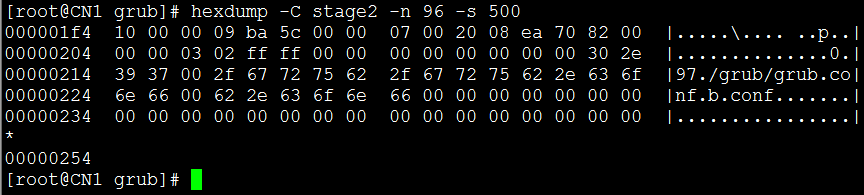 [root@CN1 grub]# hexdump -C stage2 -n 96 -s 500
000001f4  10 00 00 09 ba 5c 00 00  07 00 20 08 ea 70 82 00  |.....\.... ..p..|
00000204  00 00 03 02 ff ff 00 00  00 00 00 00 00 00 30 2e  |..............0.|
00000214  39 37 00 2f 67 72 75 62  2f 67 72 75 62 2e 63 6f  |97./grub/grub.co|
00000224  6e 66 00 62 2e 63 6f 6e  66 00 00 00 00 00 00 00  |nf.b.conf.......|
00000234  00 00 00 00 00 00 00 00  00 00 00 00 00 00 00 00  |................|
*
00000254
[root@CN1 grub]#